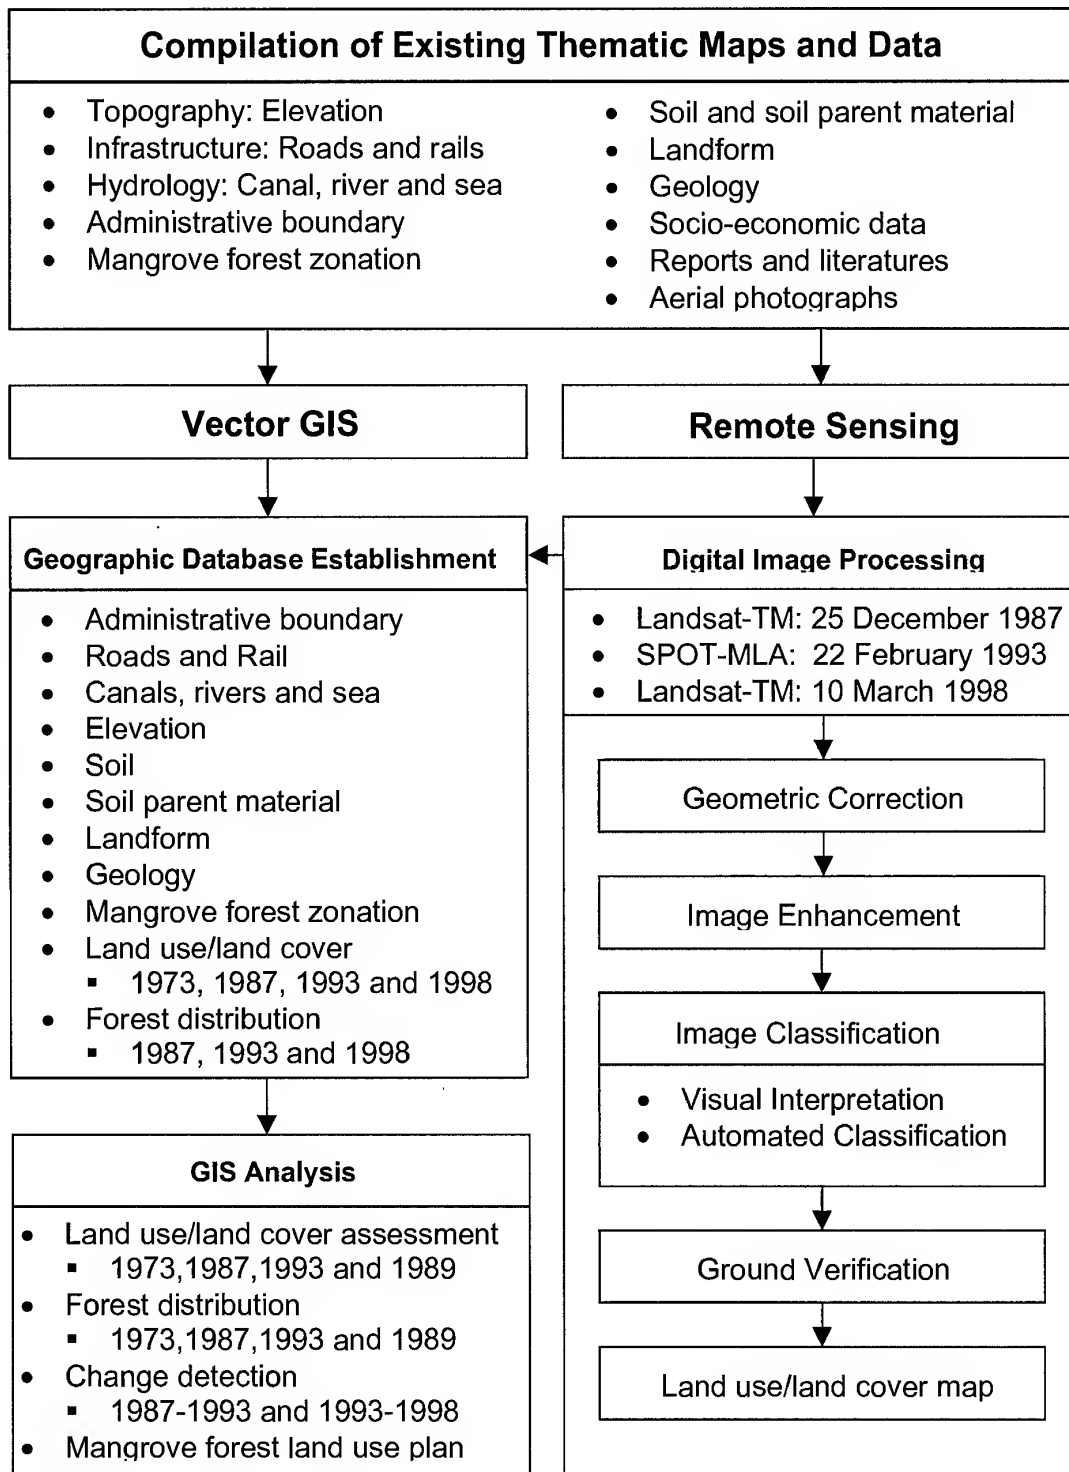 Compilation of Existing Thematic Maps and Data
• Topography: Elevation
• Infrastructure: Roads and rails
• Hydrology: Canal, river and sea
• Administrative boundary
• Mangrove forest zonation
• Soil and soil parent material
• Landform
• Geology
• Socio-economic data
• Reports and literatures
• Aerial photographs
Vector GIS
Remote Sensing
Geographic Database Establishment
• Administrative boundary
• Roads and Rail
• Canals, rivers and sea
• Elevation
• Soil
• Soil parent material
• Landform
• Geology
• Mangrove forest zonation
• Land use/land cover
▪ 1973, 1987, 1993 and 1998
• Forest distribution
▪ 1987, 1993 and 1998
Digital Image Processing
• Landsat-TM: 25 December 1987
• SPOT-MLA: 22 February 1993
• Landsat-TM: 10 March 1998
Geometric Correction
Image Enhancement
Image Classification
• Visual Interpretation
• Automated Classification
Ground Verification
Land use/land cover map
GIS Analysis
• Land use/land cover assessment
▪ 1973,1987,1993 and 1989
• Forest distribution
▪ 1973,1987,1993 and 1989
• Change detection
▪ 1987-1993 and 1993-1998
• Mangrove forest land use plan